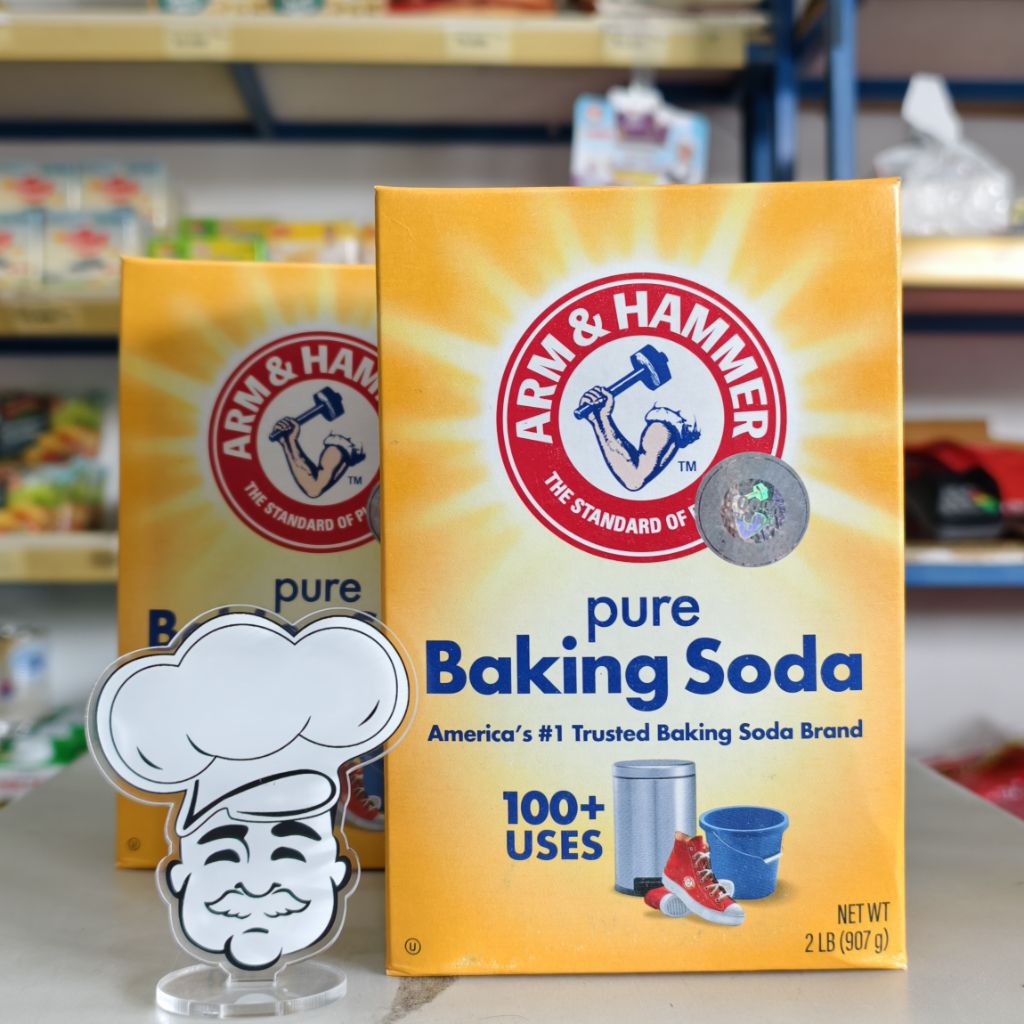 ARM & HAMMER
THE STANDARD OF
TM
pure
Baking Soda
America's #1 Trusted Baking Soda Brand
100+
USES
NET WT
2 LB (907 g)
U
ARM & HAM
THE STANDARD OF
TM
pure
B
U